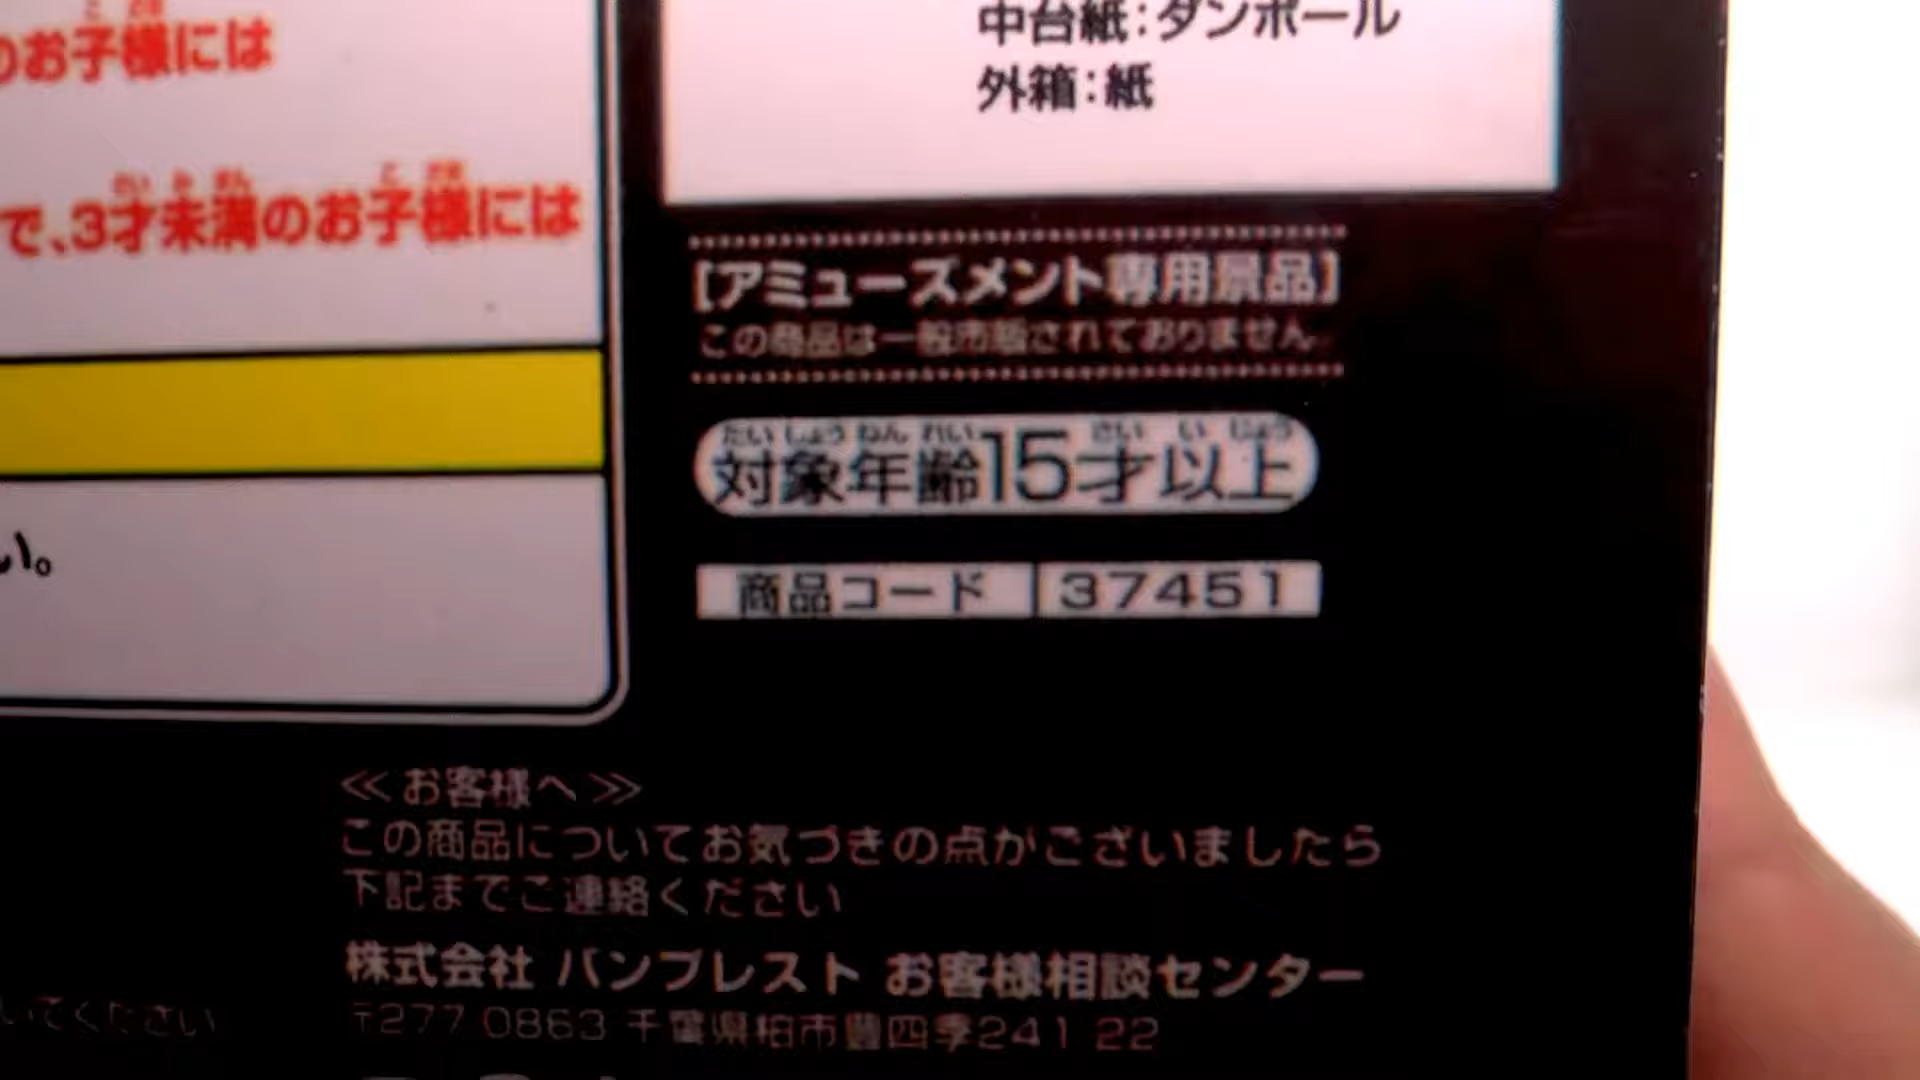 のお子様には
で、3才未満のお子様には
い。
中台紙:ダンボール
外箱:紙
[アミューズメント専用景品]
この商品は一般市販されておりません。
対象年齢15才以上
商品コード 37451
≪お客様へ≫
この商品についてお気づきの点がございましたら
下記までご連絡ください
株式会社 バンプレスト お客様相談センター
〒277 0863 千葉県柏市豊四季241 22
いてください